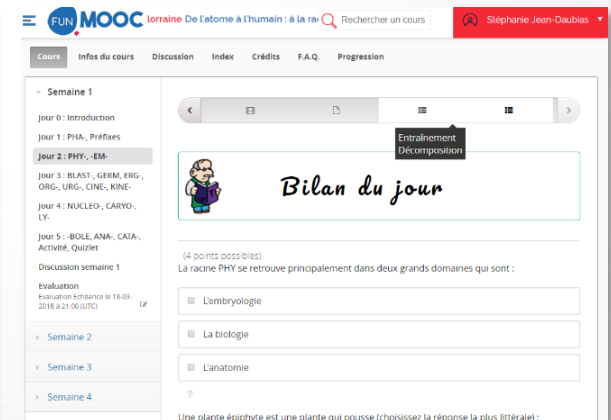 FUN MOOC lorraine De l'atome à l'humain : à la ra Rechercher un cours Stéphanie Jean-Daubias
Cours Infos du cours Discussion Index Crédits F.A.Q. Progression
Semaine 1
Jour 0 : Introduction
Jour 1 : PHA-, Préfixes
Jour 2 : PHY-, -EM-
Jour 3 : BLAST-, GERM, ERG-,
ORG-, URG-, CINE-, KINE-
Jour 4 : NUCLEO-, CARYO-,
LY-
Jour 5 : -BOLE, ANA-, CATA-,
Activité, Quizlet
Discussion semaine 1
Evaluation
Evaluation Echéance le 18-03-
2018 à 21:00 (UTC)
Semaine 2
Semaine 3
Semaine 4
Entraînement
Décomposition
Bilan du jour
(4 points possibles)
La racine PHY se retrouve principalement dans deux grands domaines qui sont :
L'embryologie
La biologie
L'anatomie
?
Une plante épiphyte est une plante qui pousse (choisissez la réponse la plus littérale) :